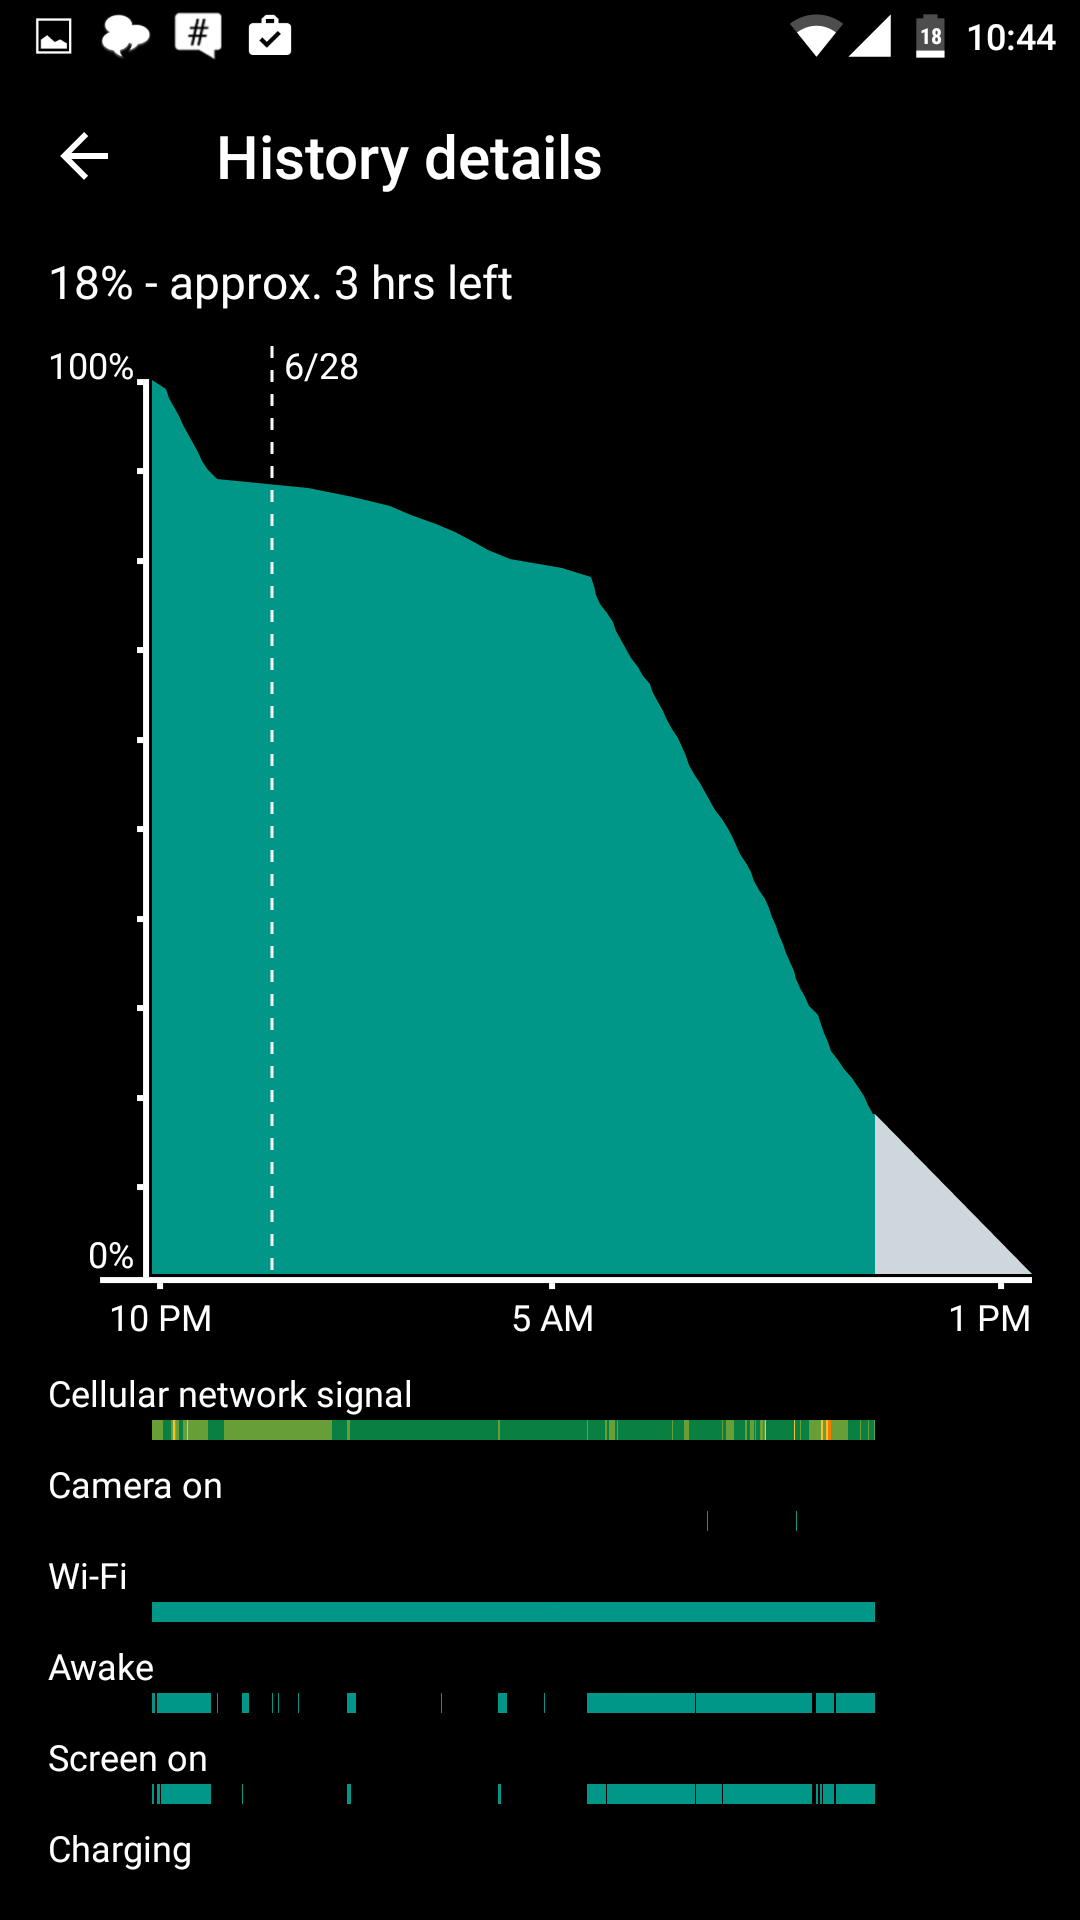 # 18 10:44
History details
18% - approx. 3 hrs left
100% 6/28
0%
10 PM 5 AM 1 PM
Cellular network signal
Camera on
Wi-Fi
Awake
Screen on
Charging